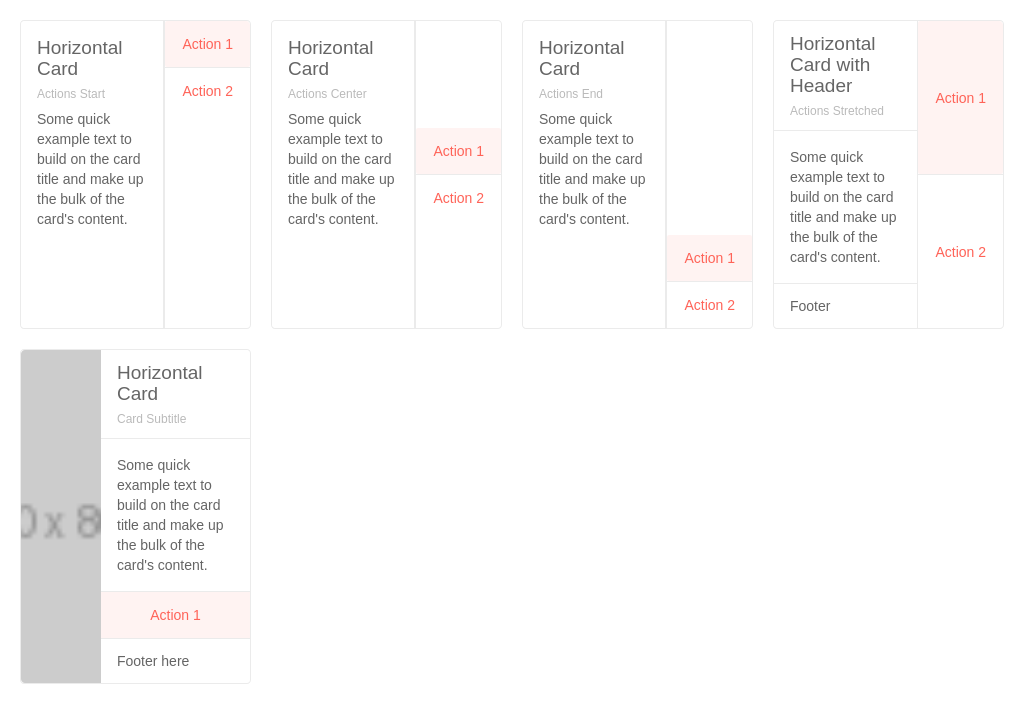 Horizontal
Card
Actions Start
Some quick
example text to
build on the card
title and make up
the bulk of the
card's content.
Action 1
Action 2
Horizontal
Card
Actions Center
Some quick
example text to
build on the card
title and make up
the bulk of the
card's content.
Action 1
Action 2
Horizontal
Card
Actions End
Some quick
example text to
build on the card
title and make up
the bulk of the
card's content.
Action 1
Action 2
Horizontal
Card with
Header
Actions Stretched
Some quick
example text to
build on the card
title and make up
the bulk of the
card's content.
Footer
Action 1
Action 2
0 x 8
Horizontal
Card
Card Subtitle
Some quick
example text to
build on the card
title and make up
the bulk of the
card's content.
Action 1
Footer here